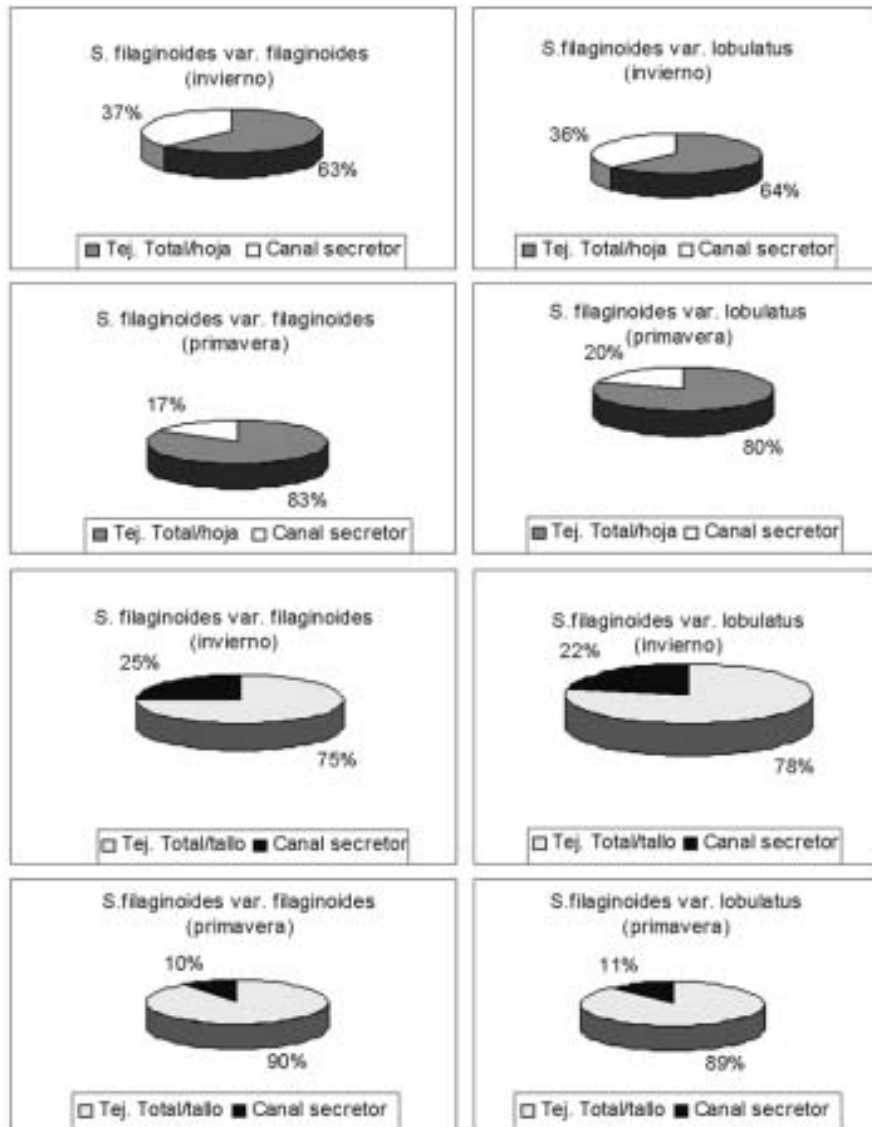 S. filaginoides var. filaginoides
(invierno)
37%
63%
Tej. Total/hoja Canal secretor
S.filaginoides var. lobulatus
(invierno)
36%
64%
Tej. Total/hoja Canal secretor
S. filaginoides var. filaginoides
(primavera)
17%
83%
Tej. Total/hoja Canal secretor
S. filaginoides var. lobulatus
(primavera)
20%
80%
Tej. Total/hoja Canal secretor
S. filaginoides var. filaginoides
(invierno)
25%
75%
Tej. Total/tallo Canal secretor
S.filaginoides var. lobulatus
(invierno)
22%
78%
Tej. Total/tallo Canal secretor
S.filaginoides var. filaginoides
(primavera)
10%
90%
Tej. Total/tallo Canal secretor
S.filaginoides var. lobulatus
(primavera)
11%
89%
Tej. Total/tallo Canal secretor